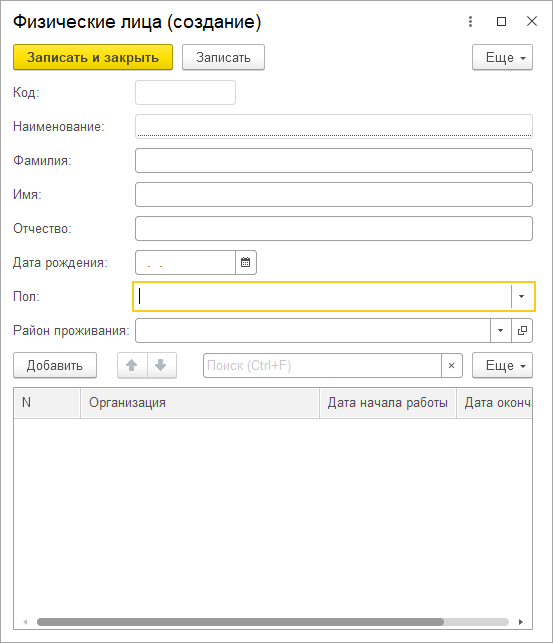 Физические лица (создание)
Записать и закрыть Записать Еще
Код:
Наименование:
Фамилия:
Имя:
Отчество:
Дата рождения: . .
Пол:
Район проживания:
Добавить Поиск (Ctrl+F) × Еще
N Организация Дата начала работы Дата оконч